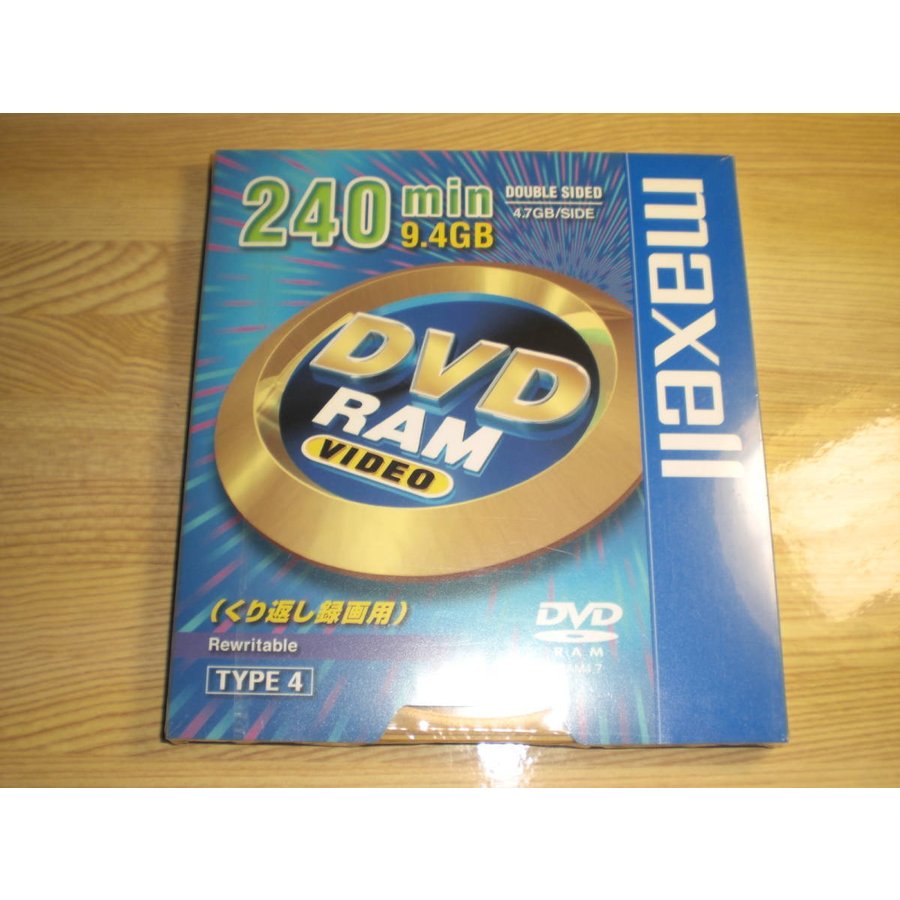 240 min
9.4GB
DOUBLE SIDED
4.7GB/SIDE
maxell
DVD
RAM
VIDEO
(くり返し録画用)
Rewritable
TYPE 4
DVD
RAM